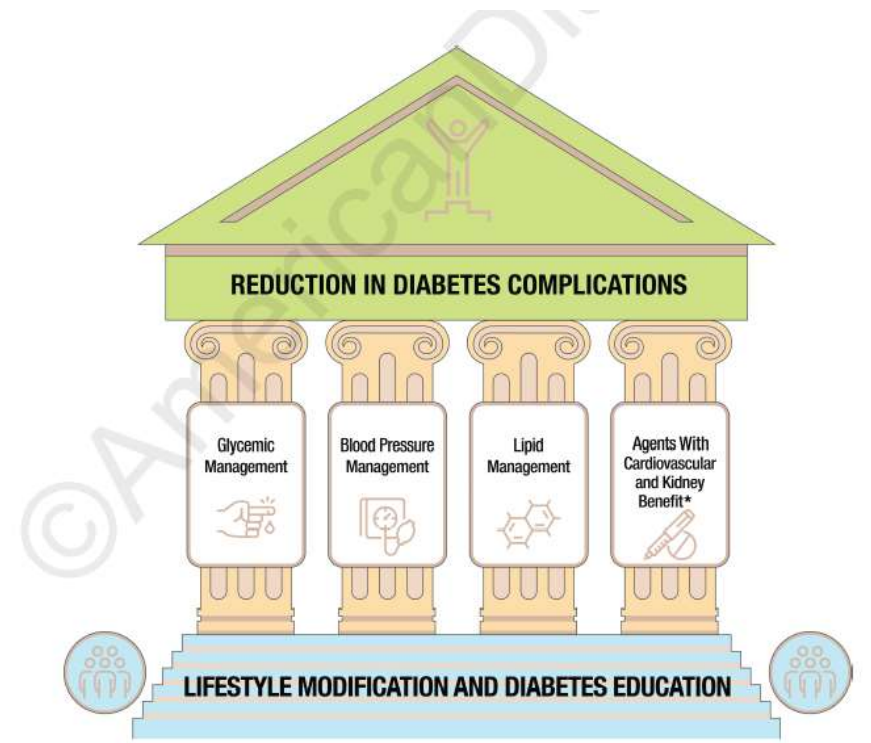 ©AmericanDi
REDUCTION IN DIABETES COMPLICATIONS
Glycemic
Management
Blood Pressure
Management
Lipid
Management
Agents With
Cardiovascular
and Kidney
Benefit*
LIFESTYLE MODIFICATION AND DIABETES EDUCATION